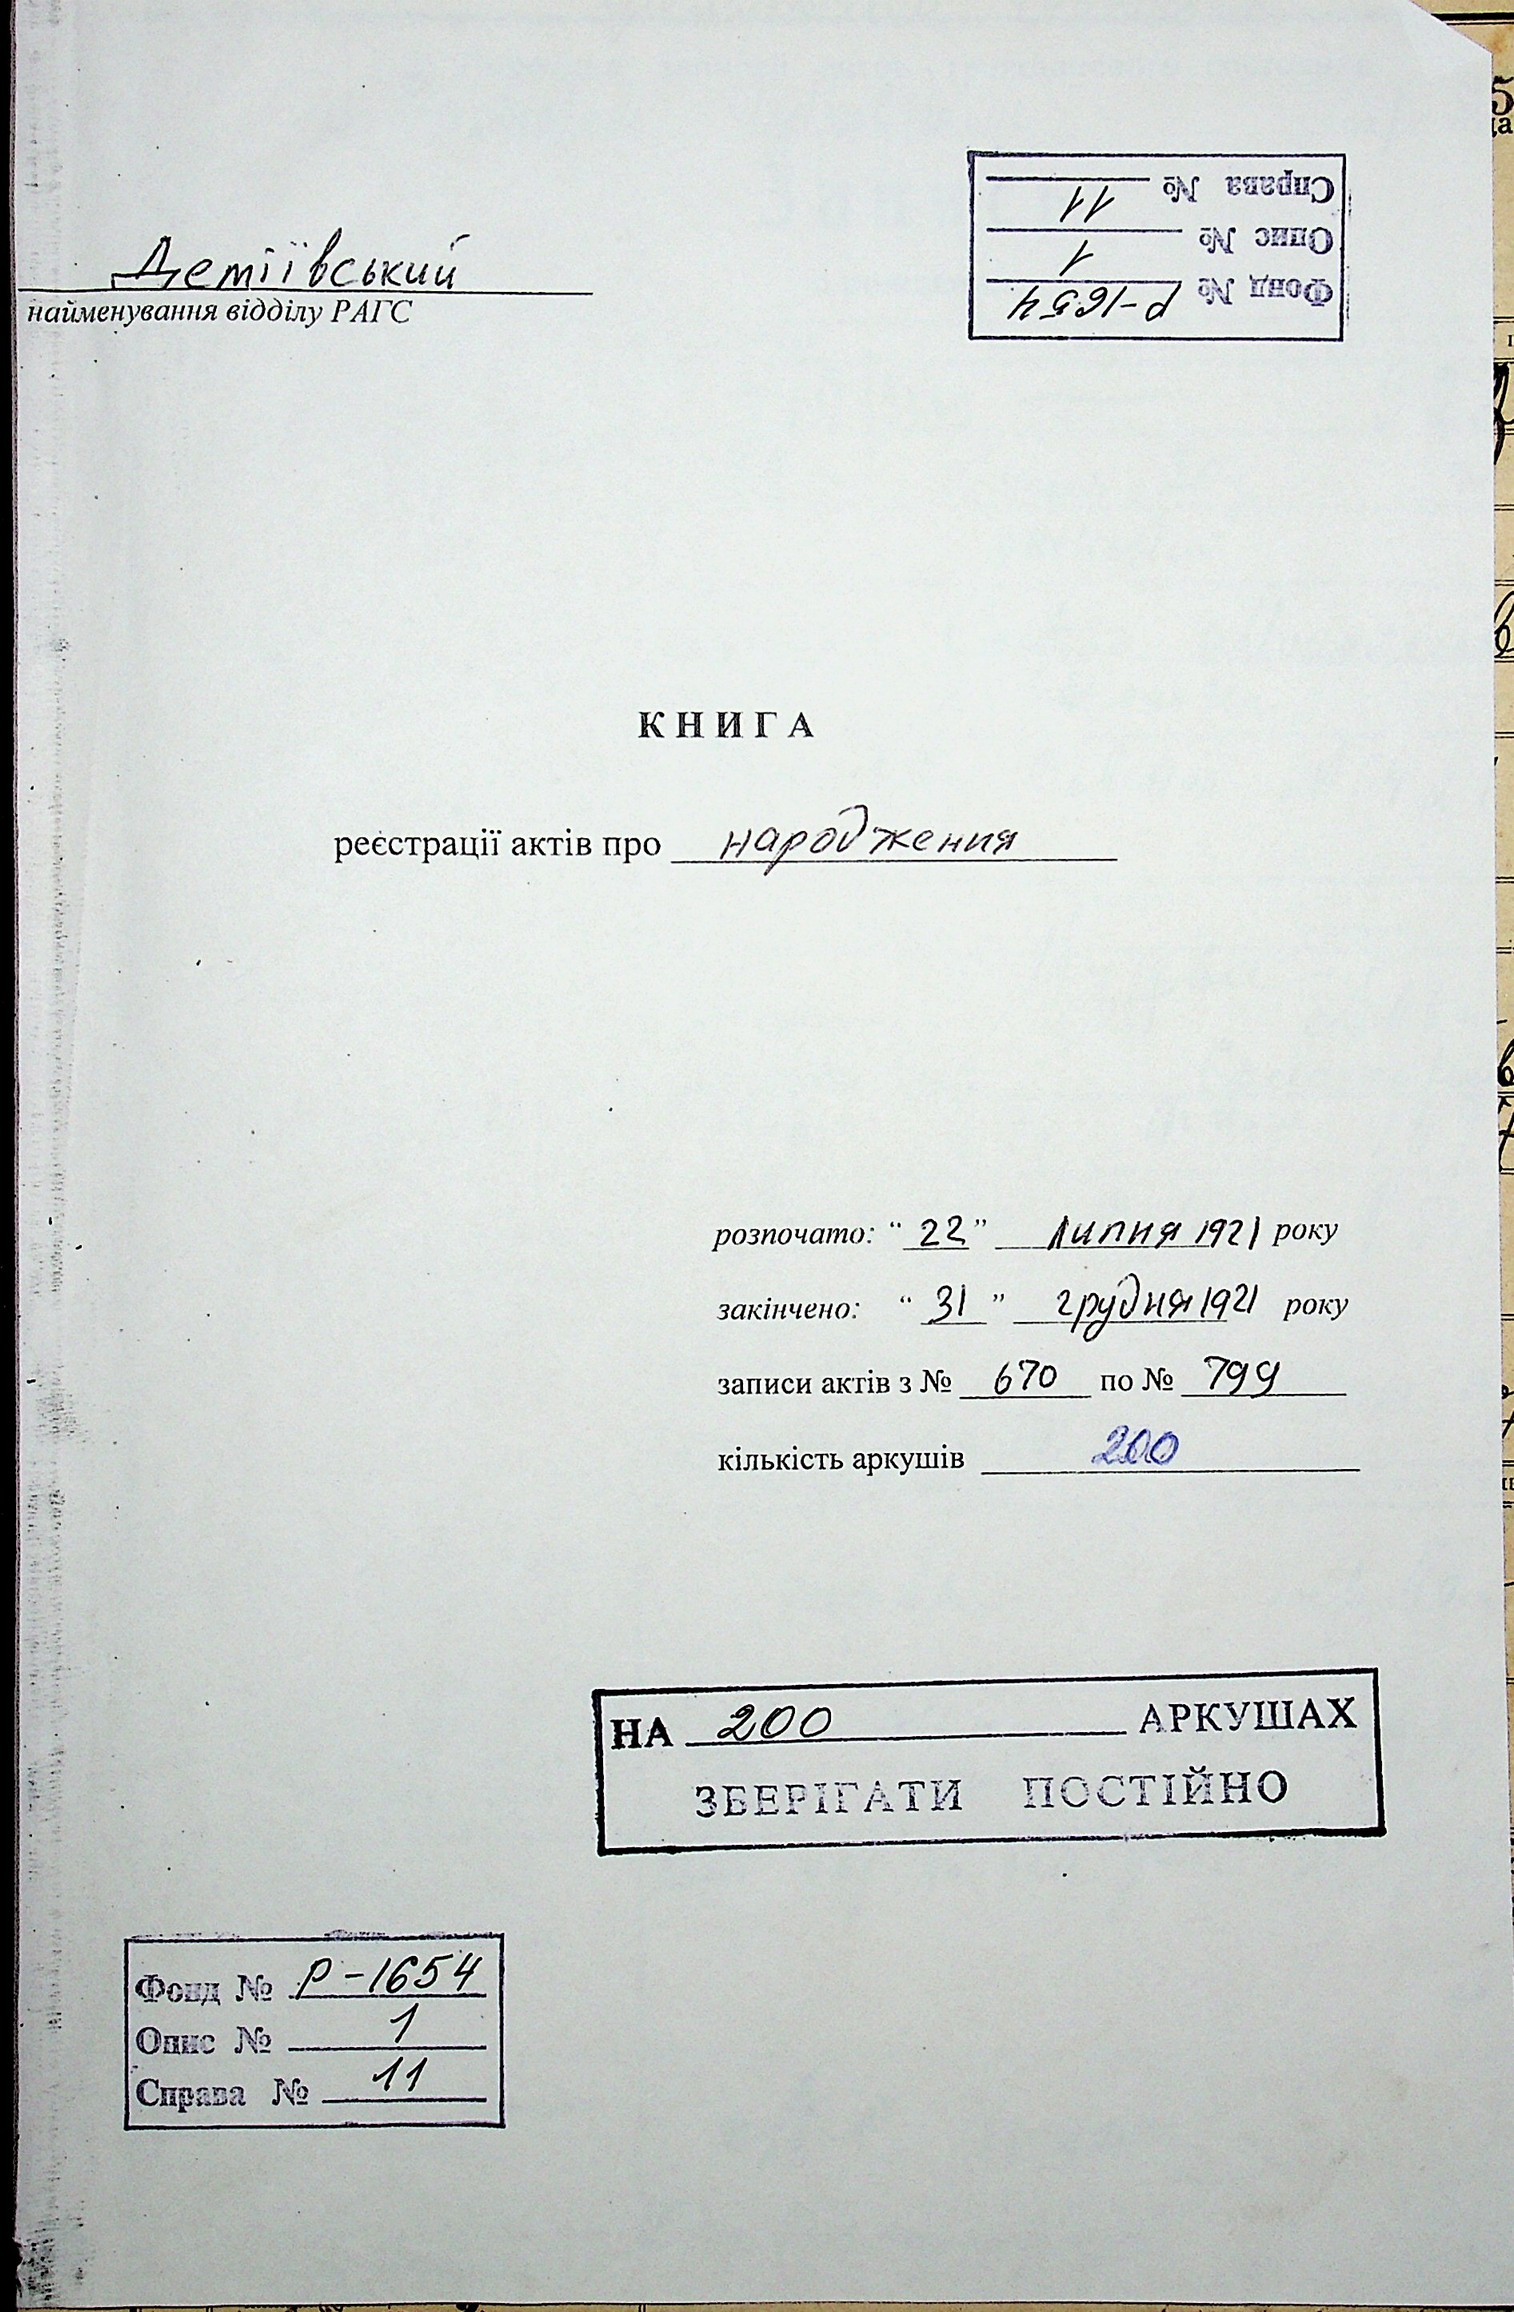 Справа № 11
Опис № 1
Фонд № Р-1654
Деміївський
найменування відділу РАГС
КНИГА
реєстрації актів про народження
розпочато: “ 22 ” липня 1921 року
закінчено: “ 31 ” грудня 1921 року
записи актів з № 670 по № 799
кількість аркушів 200
НА 200 АРКУШАХ
ЗБЕРІГАТИ ПОСТІЙНО
Фонд № Р-1654
Опис № 1
Справа № 11